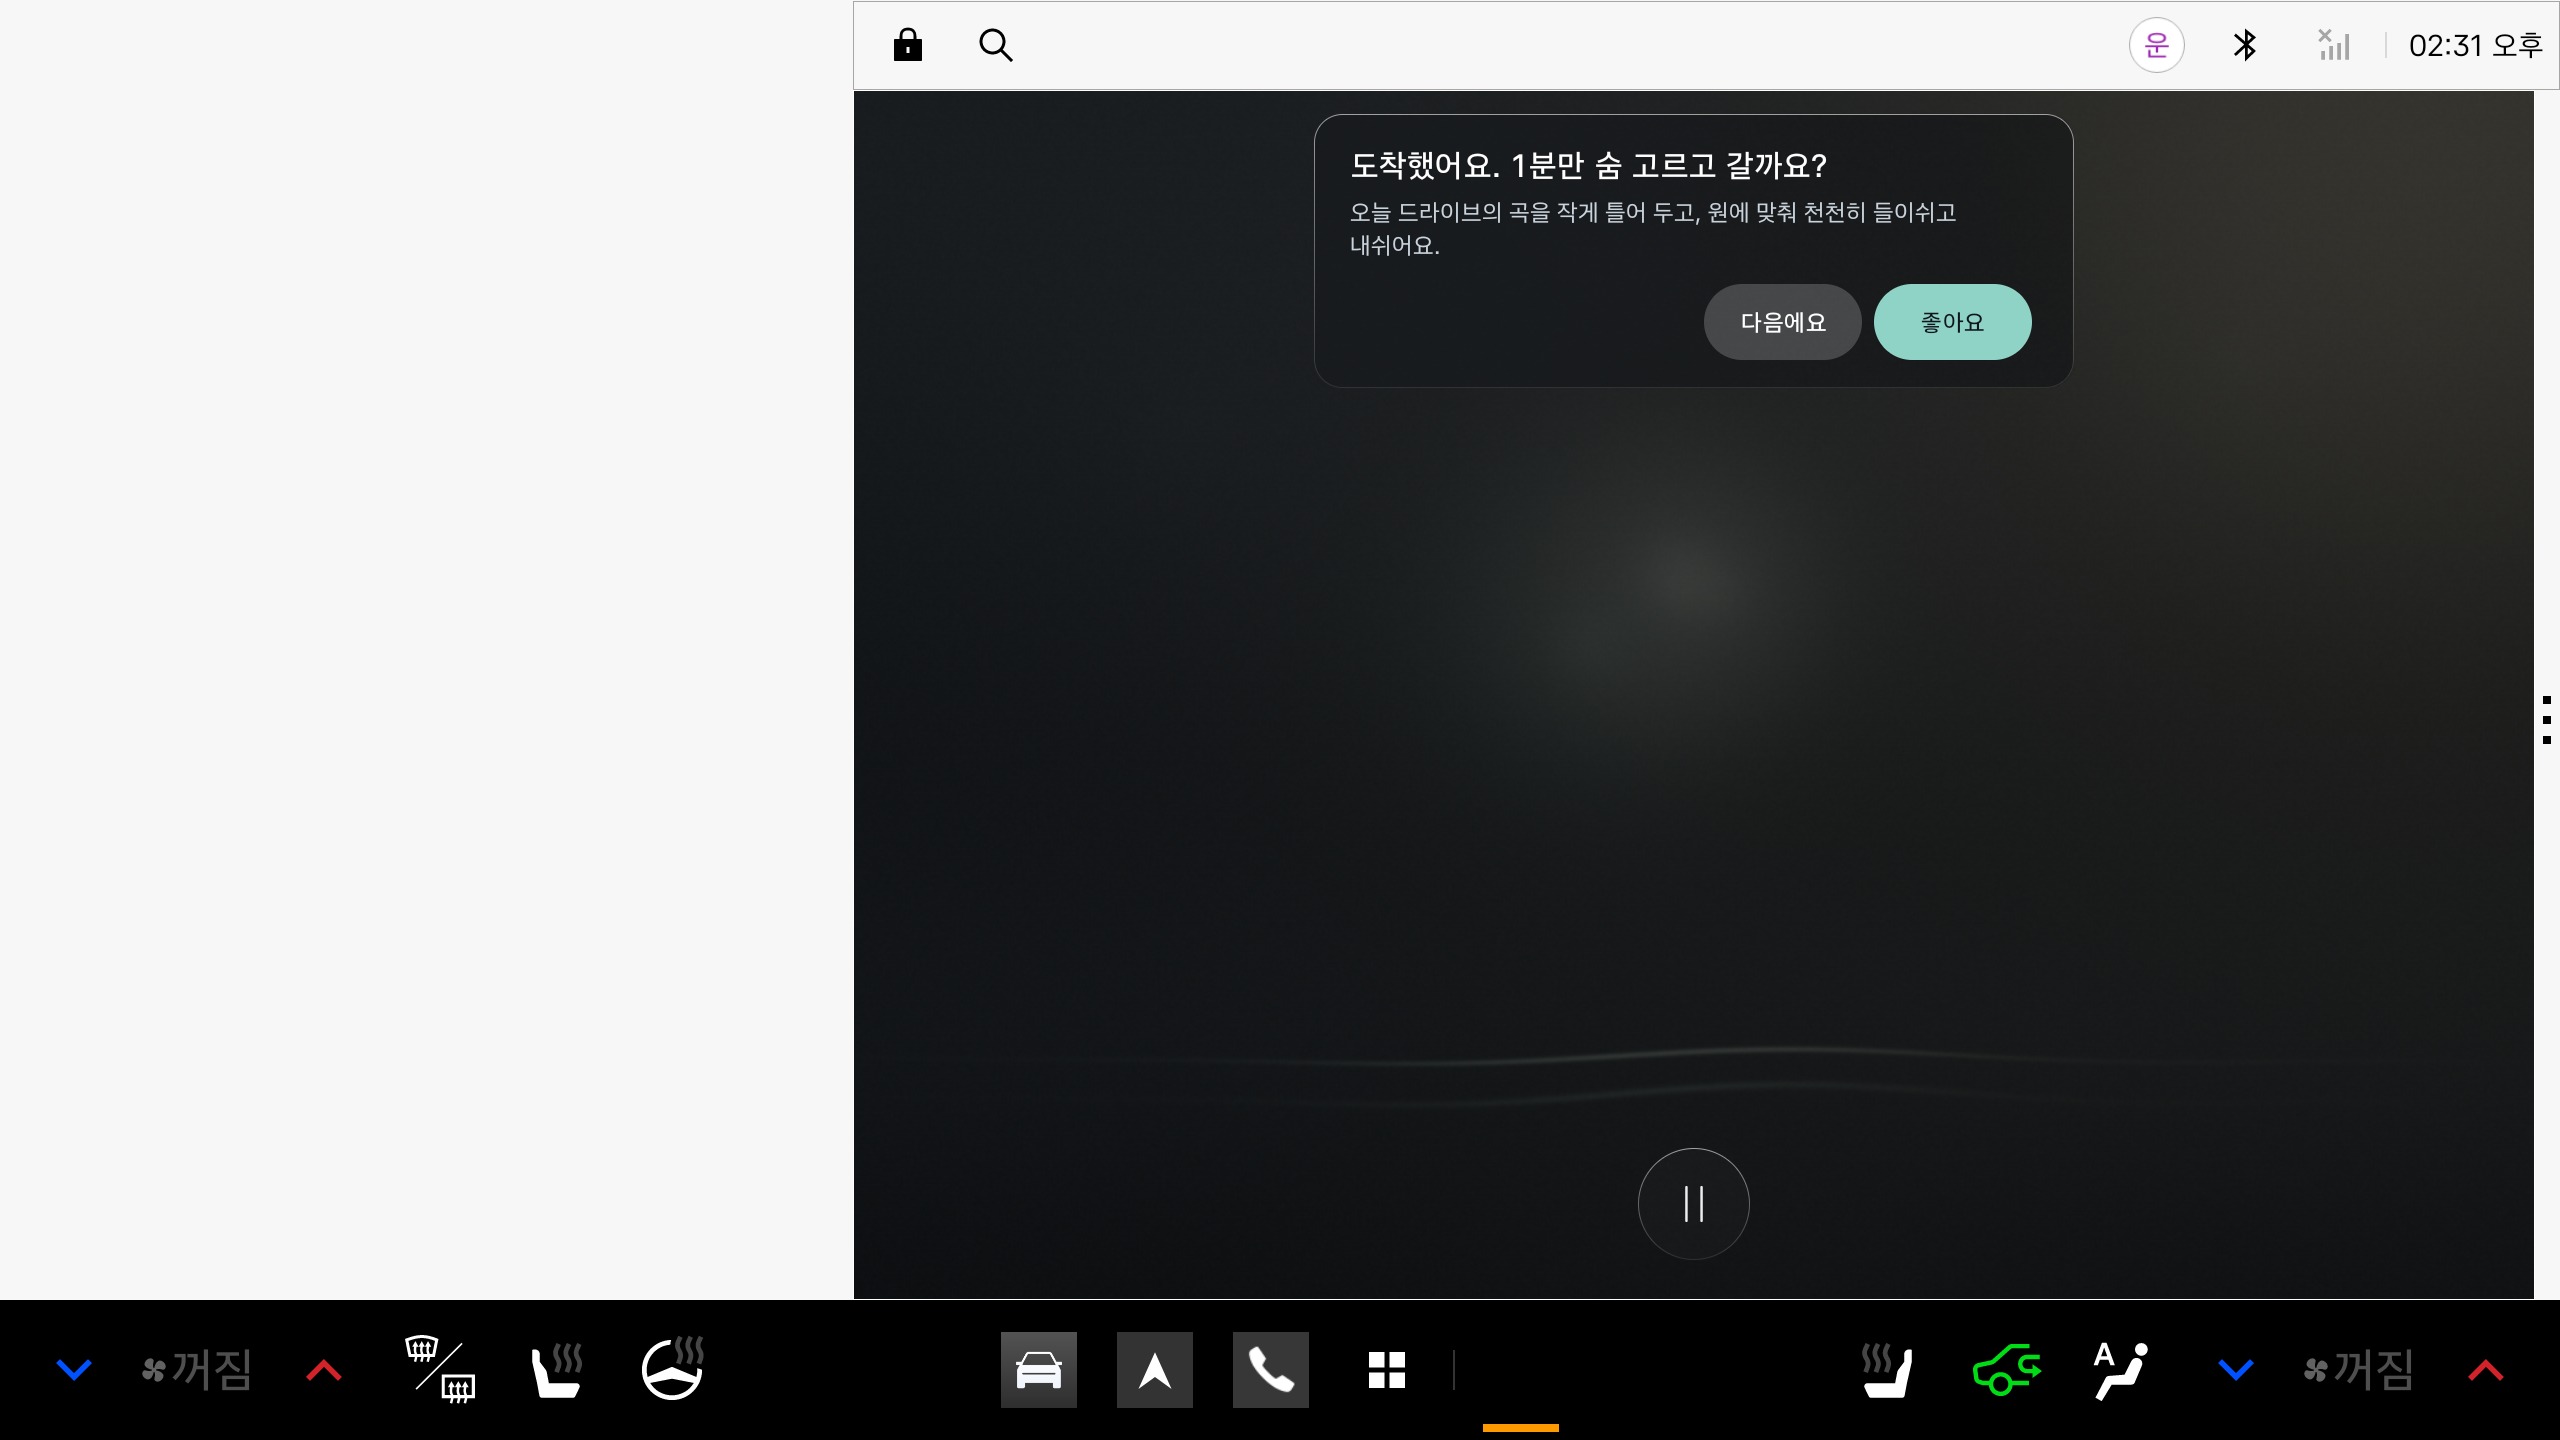 운
02:31 오후
도착했어요. 1분만 숨 고르고 갈까요?
오늘 드라이브의 곡을 작게 틀어 두고, 원에 맞춰 천천히 들이쉬고
내쉬어요.
다음에요
좋아요
꺼짐
A
꺼짐